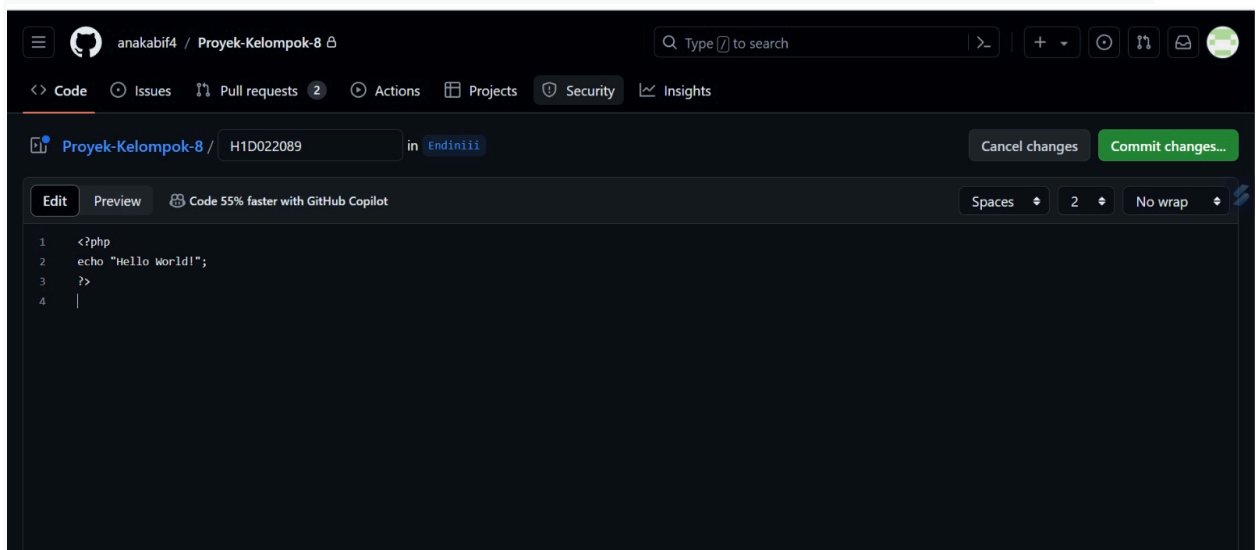 anakabif4 / Proyek-Kelompok-8
Type / to search
<> Code Issues Pull requests 2 Actions Projects Security Insights
Proyek-Kelompok-8 / H1D022089 in Endiniii
Cancel changes Commit changes...
Edit Preview Code 55% faster with GitHub Copilot
Spaces 2 No wrap
1 <?php
2 echo "Hello World!";
3 ?>
4